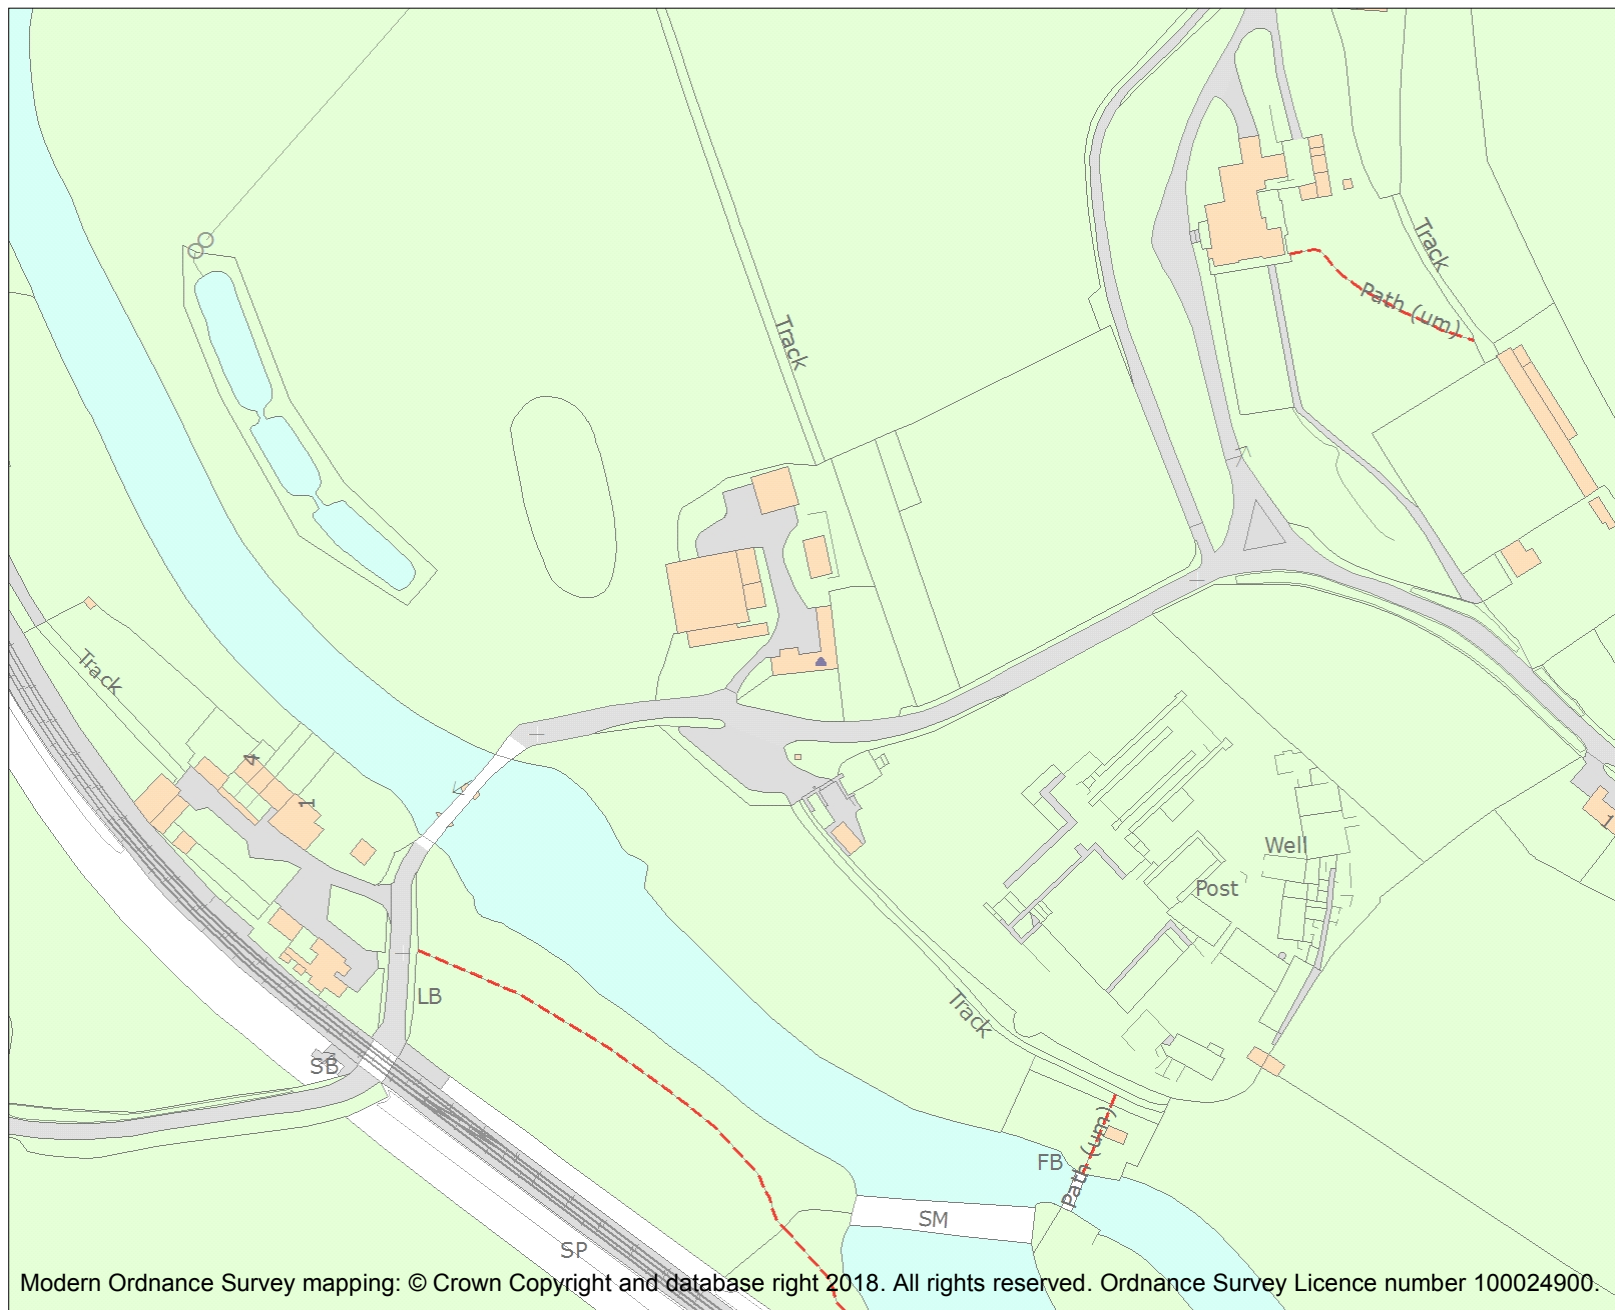 Track
Path (um)
Track
Track
4
1
1
Well
Post
LB
Track
SB
Path (um)
FB
SM
SP
Modern Ordnance Survey mapping: © Crown Copyright and database right 2018. All rights reserved. Ordnance Survey Licence number 100024900.